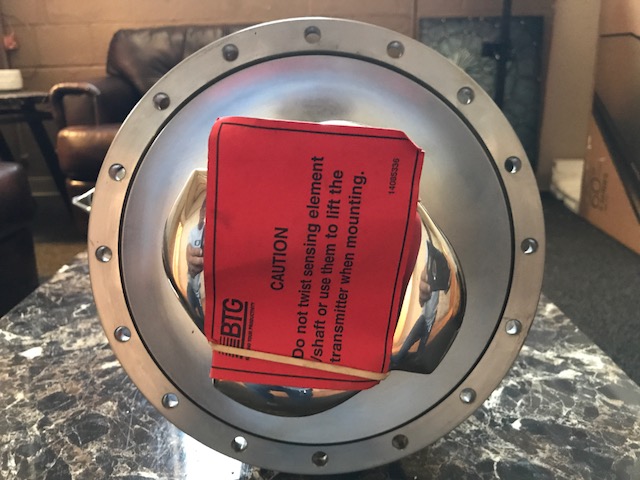 BTG
CAUTION
Do not twist sensing element
/shaft or use them to lift the
transmitter when mounting.
14065336